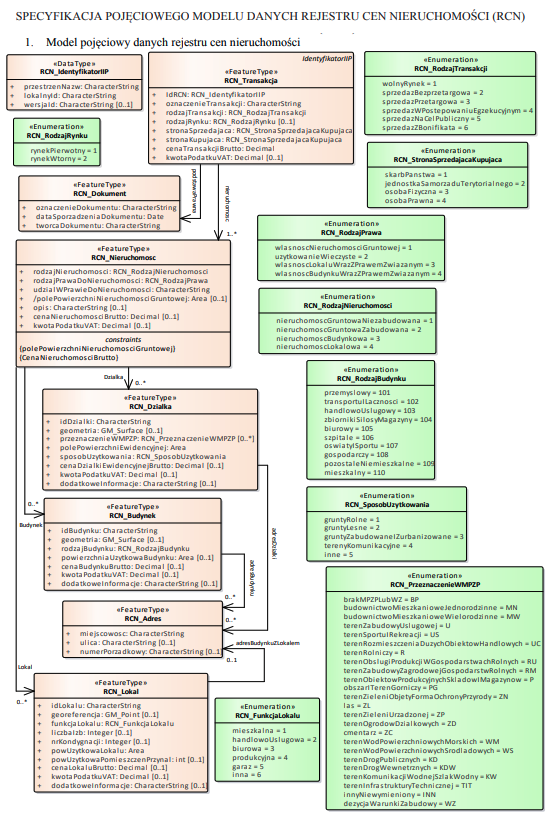 SPECYFIKACJA POJĘCIOWEGO MODELU DANYCH REJESTRU CEN NIERUCHOMOŚCI (RCN)
1. Model pojęciowy danych rejestru cen nieruchomości
«DataType»
RCN_IdentyfikatorIIP
+ przestrzenNazw: CharacterString
+ lokalnyId: CharacterString
+ wersjaId: CharacterString [0..1]
IdentyfikatorIIP
«FeatureType»
RCN_Transakcja
+ IdRCN: RCN_IdentyfikatorIIP
+ oznaczenieTransakcji: CharacterString
+ rodzajTransakcji: RCN_RodzajTransakcji
+ rodzajRynku: RCN_RodzajRynku [0..1]
+ stronaSprzedajaca: RCN_StronaSprzedajacaKupujaca
+ stronaKupujaca: RCN_StronaSprzedajacaKupujaca
+ cenaTransakcjiBrutto: Decimal
+ kwotaPodatkuVAT: Decimal [0..1]
«Enumeration»
RCN_RodzajTransakcji
wolnyRynek = 1
sprzedazBezprzetargowa = 2
sprzedazPrzetargowa = 3
sprzedazWPostepowaniuEgzekucyjnym = 4
sprzedazNaCelPubliczny = 5
sprzedazZBonifikata = 6
«Enumeration»
RCN_RodzajRynku
rynekPierwotny = 1
rynekWtorny = 2
«Enumeration»
RCN_StronaSprzedajacaKupujaca
skarbPanstwa = 1
jednostkaSamorzaduTerytorialnego = 2
osobaFizyczna = 3
osobaPrawna = 4
«FeatureType»
RCN_Dokument
+ oznaczenieDokumentu: CharacterString
+ dataSporzadzeniaDokumentu: Date
+ tworcaDokumentu: CharacterString
podstawaPrawna
nieruchomosc
1..*
«Enumeration»
RCN_RodzajPrawa
wlasnoscNieruchomosciGruntowej = 1
uzytkowanieWieczyste = 2
wlasnoscLokaluWrazZPrawemZwiazanym = 3
wlasnoscBudynkuWrazZPrawemZwiazanym = 4
«FeatureType»
RCN_Nieruchomosc
+ rodzajNieruchomosci: RCN_RodzajNieruchomosci
+ rodzajPrawaDoNieruchomosci: RCN_RodzajPrawa
+ udzialWPrawieDoNieruchomosci: CharacterString
+ /polePowierzchniNieruchomosciGruntowej: Area [0..1]
+ opis: CharacterString [0..1]
+ cenaNieruchomosciBrutto: Decimal [0..1]
+ kwotaPodatkuVAT: Decimal [0..1]
constraints
{polePowierzchniNieruchomosciGruntowej}
{CenaNieruchomosciBrutto}
«Enumeration»
RCN_RodzajNieruchomosci
nieruchomoscGruntowaNiezabudowana = 1
nieruchomoscGruntowaZabudowana = 2
nieruchomoscBudynkowa = 3
nieruchomoscLokalowa = 4
Dzialka
0..*
«Enumeration»
RCN_RodzajBudynku
przemyslowy = 101
transportuILacznosci = 102
handlowoUslugowy = 103
zbiornikiSilosyMagazyny = 104
biurowy = 105
szpitale = 106
oswiatyISportu = 107
gospodarczy = 108
pozostaleNiemieszkalne = 109
mieszkalny = 110
«FeatureType»
RCN_Dzialka
+ idDzialki: CharacterString
+ geometria: GM_Surface [0..1]
+ przeznaczenieWMPZP: RCN_PrzeznaczenieWMPZP [0..*]
+ polePowierzchniEwidencyjnej: Area
+ sposobUzytkowania: RCN_SposobUzytkowania
+ cenaDzialkiEwidencyjnejBrutto: Decimal [0..1]
+ kwotaPodatkuVAT: Decimal [0..1]
+ dodatkoweInformacje: CharacterString [0..1]
0..*
Budynek
«FeatureType»
RCN_Budynek
+ idBudynku: CharacterString
+ geometria: GM_Surface [0..1]
+ rodzajBudynku: RCN_RodzajBudynku
+ powierzchniaUzytkowaBudynku: Area [0..1]
+ cenaBudynkuBrutto: Decimal [0..1]
+ kwotaPodatkuVAT: Decimal [0..1]
+ dodatkoweInformacje: CharacterString [0..1]
adresDzialki
adresBudynku
0..*
0..*
«Enumeration»
RCN_SposobUzytkowania
gruntyRolne = 1
gruntyLesne = 2
gruntyZabudowaneIZurbanizowane = 3
terenyKomunikacyjne = 4
inne = 5
«FeatureType»
RCN_Adres
+ miejscowosc: CharacterString
+ ulica: CharacterString [0..1]
+ numerPorzadkowy: CharacterString [0..1]
adresBudynkuZLokalem
0..1
Lokal
0..*
«FeatureType»
RCN_Lokal
+ idLokalu: CharacterString
+ georeferencja: GM_Point [0..1]
+ funkcjaLokalu: RCN_FunkcjaLokalu
+ liczbaIzb: Integer [0..1]
+ nrKondygnacji: Integer [0..1]
+ powUzytkowaLokalu: Area
+ powUzytkowaPomieszczenPrzynal: int [0..1]
+ cenaLokaluBrutto: Decimal [0..1]
+ kwotaPodatkuVAT: Decimal [0..1]
+ dodatkoweInformacje: CharacterString [0..1]
«Enumeration»
RCN_FunkcjaLokalu
mieszkalna = 1
handlowoUslugowa = 2
biurowa = 3
produkcyjna = 4
garaz = 5
inna = 6
«Enumeration»
RCN_PrzeznaczenieWMPZP
brakMPZPLubWZ = BP
budownictwoMieszkanioweJednorodzinne = MN
budownictwoMieszkanioweWielorodzinne = MW
terenZabudowyUslugowej = U
terenSportuIRekreacji = US
terenRozmieszczeniaDuzychObiektowHandlowych = UC
terenRolniczy = R
terenObslugiProdukcjiWGospodarstwachRolnych = RU
terenZabudowyZagrodowejGospodarstwRolnych = RM
terenObiektowProdukcyjnychSkladowIMagazynow = P
obszarITerenGorniczy = PG
terenZieleniObjetyFormaOchronyPrzyrody = ZN
las = ZL
terenZieleniUrzadzonej = ZP
terenOgrodowDzialkowych = ZD
cmentarz = ZC
terenWodPowierzchniowychMorskich = WM
terenWodPowierzchniowychSrodladowych = WS
terenDrogPublicznych = KD
terenDrogWewnetrznych = KDW
terenKomunikacjiWodnejSzlakWodny = KW
terenInfrastrukturyTechnicznej = TIT
innyNiewymieniony = INN
dezycjaWarunkiZabudowy = WZ